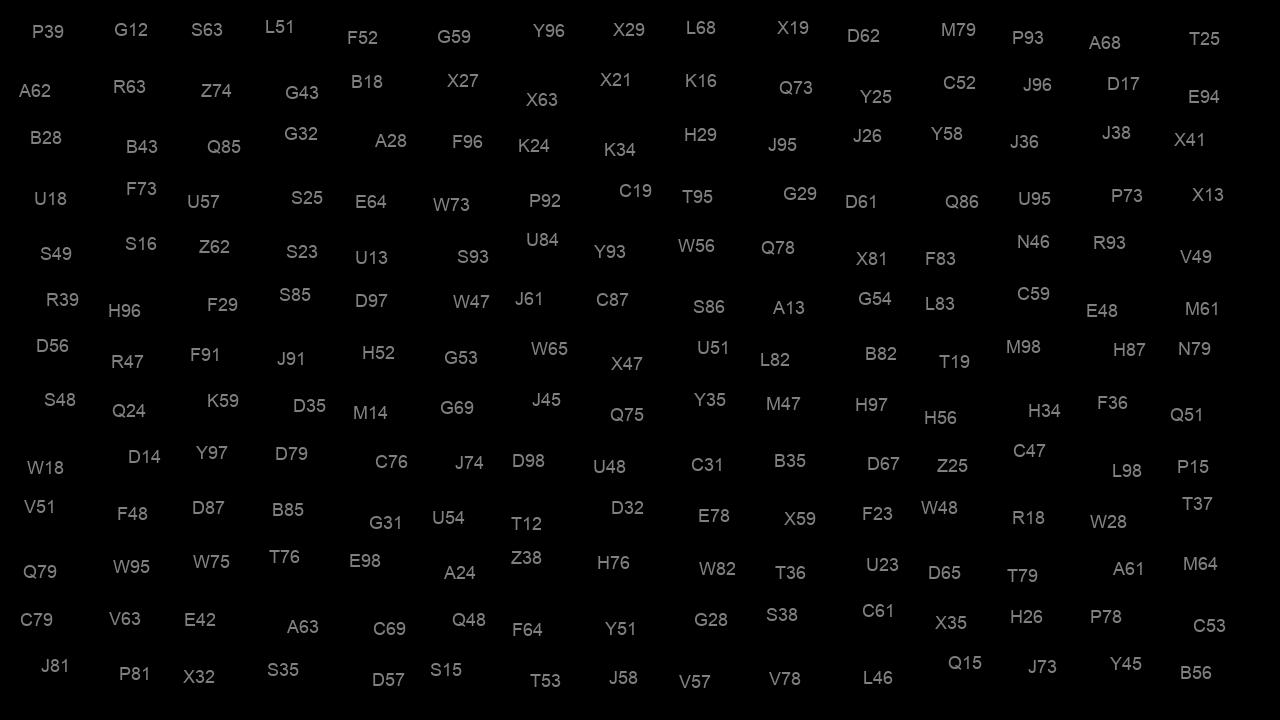 P39 G12 S63 L51 F52 G59 Y96 X29 L68 X19 D62 M79 P93 A68 T25
A62 R63 Z74 G43 B18 X27 X63 X21 K16 Q73 Y25 C52 J96 D17 E94
B28 B43 Q85 G32 A28 F96 K24 K34 H29 J95 J26 Y58 J36 J38 X41
U18 F73 U57 S25 E64 W73 P92 C19 T95 G29 D61 Q86 U95 P73 X13
S49 S16 Z62 S23 U13 S93 U84 Y93 W56 Q78 X81 F83 N46 R93 V49
R39 H96 F29 S85 D97 W47 J61 C87 S86 A13 G54 L83 C59 E48 M61
D56 R47 F91 J91 H52 G53 W65 X47 U51 L82 B82 T19 M98 H87 N79
S48 Q24 K59 D35 M14 G69 J45 Q75 Y35 M47 H97 H56 H34 F36 Q51
W18 D14 Y97 D79 C76 J74 D98 U48 C31 B35 D67 Z25 C47 L98 P15
V51 F48 D87 B85 G31 U54 T12 D32 E78 X59 F23 W48 R18 W28 T37
Q79 W95 W75 T76 E98 A24 Z38 H76 W82 T36 U23 D65 T79 A61 M64
C79 V63 E42 A63 C69 Q48 F64 Y51 G28 S38 C61 X35 H26 P78 C53
J81 P81 X32 S35 D57 S15 T53 J58 V57 V78 L46 Q15 J73 Y45 B56